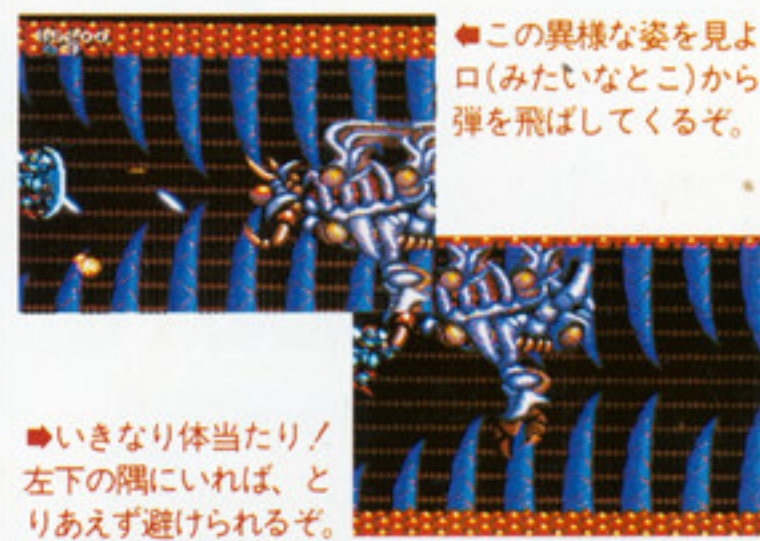 ⬅この異様な姿を見よ
口(みたいなとこ)から
弾を飛ばしてくるぞ。
➡いきなり体当たり！
左下の隅にいれば、と
りあえず避けられるぞ。